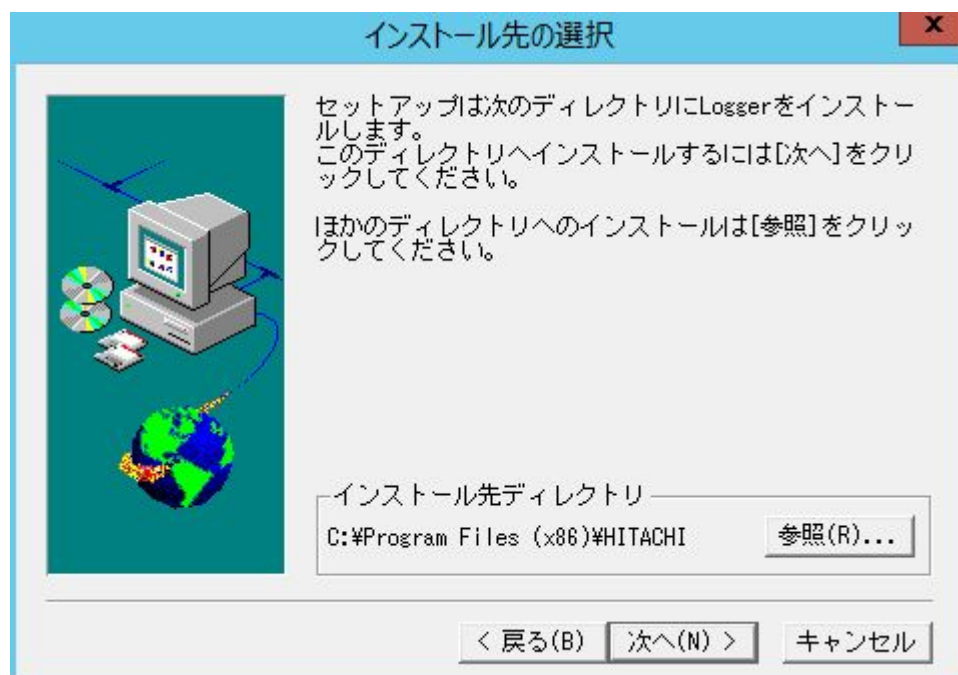 インストール先の選択
x
セットアップは次のディレクトリにLoggerをインストー
ルします。
このディレクトリへインストールするには[次へ]をクリ
ックしてください。
ほかのディレクトリへのインストールは[参照]をクリッ
クしてください。
インストール先ディレクトリ
C:¥Program Files (x86)¥HITACHI
参照(R)...
< 戻る(B)
次へ(N) >
キャンセル